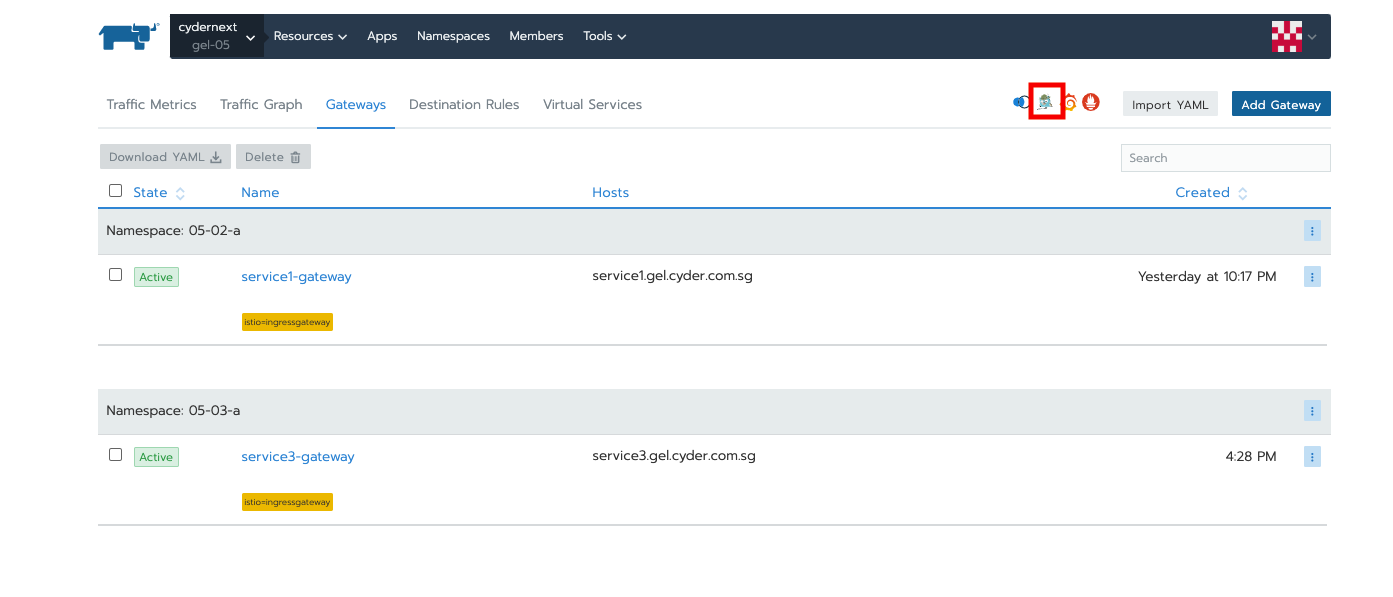 cydernext
gel-05
Resources Apps Namespaces Members Tools
Traffic Metrics Traffic Graph Gateways Destination Rules Virtual Services Import YAML Add Gateway
Download YAML Delete Search
State Name Hosts Created
Namespace: 05-02-a
Active service1-gateway service1.gel.cyder.com.sg Yesterday at 10:17 PM
istio=ingressgateway
Namespace: 05-03-a
Active service3-gateway service3.gel.cyder.com.sg 4:28 PM
istio=ingressgateway